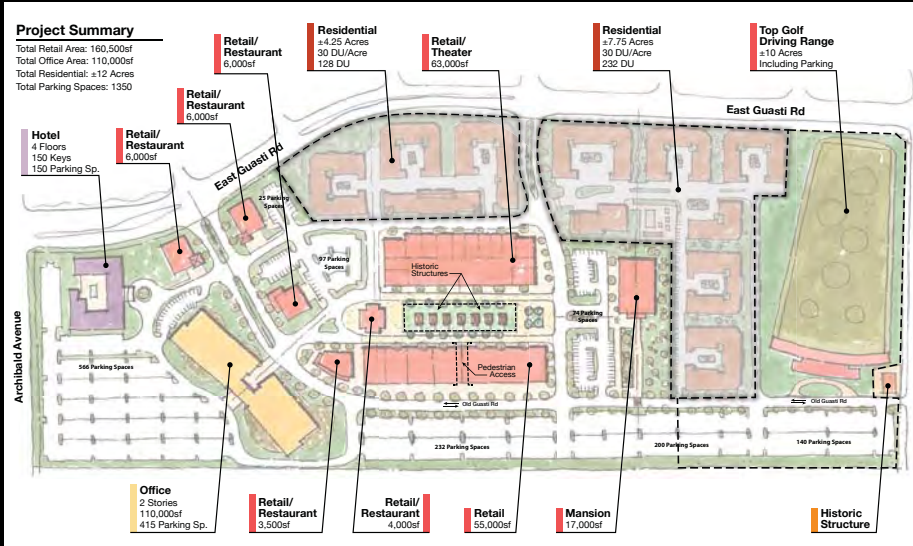 Project Summary
Total Retail Area: 160,500sf
Total Office Area: 110,000sf
Total Residential: ±12 Acres
Total Parking Spaces: 1350
Hotel
4 Floors
150 Keys
150 Parking Sp.
Retail/
Restaurant
6,000sf
Retail/
Restaurant
6,000sf
Retail/
Restaurant
6,000sf
Residential
±4.25 Acres
30 DU/Acre
128 DU
Retail/
Theater
63,000sf
Residential
±7.75 Acres
30 DU/Acre
232 DU
Top Golf
Driving Range
±10 Acres
Including Parking
East Guasti Rd
East Guasti Rd
25 Parking
Spaces
97 Parking
Spaces
Historic
Structures
74 Parking
Spaces
Archibald Avenue
566 Parking Spaces
Pedestrian
Access
Old Guasti Rd
Old Guasti Rd
232 Parking Spaces
200 Parking Spaces
140 Parking Spaces
Office
2 Stories
110,000sf
415 Parking Sp.
Retail/
Restaurant
3,500sf
Retail/
Restaurant
4,000sf
Retail
55,000sf
Mansion
17,000sf
Historic
Structure